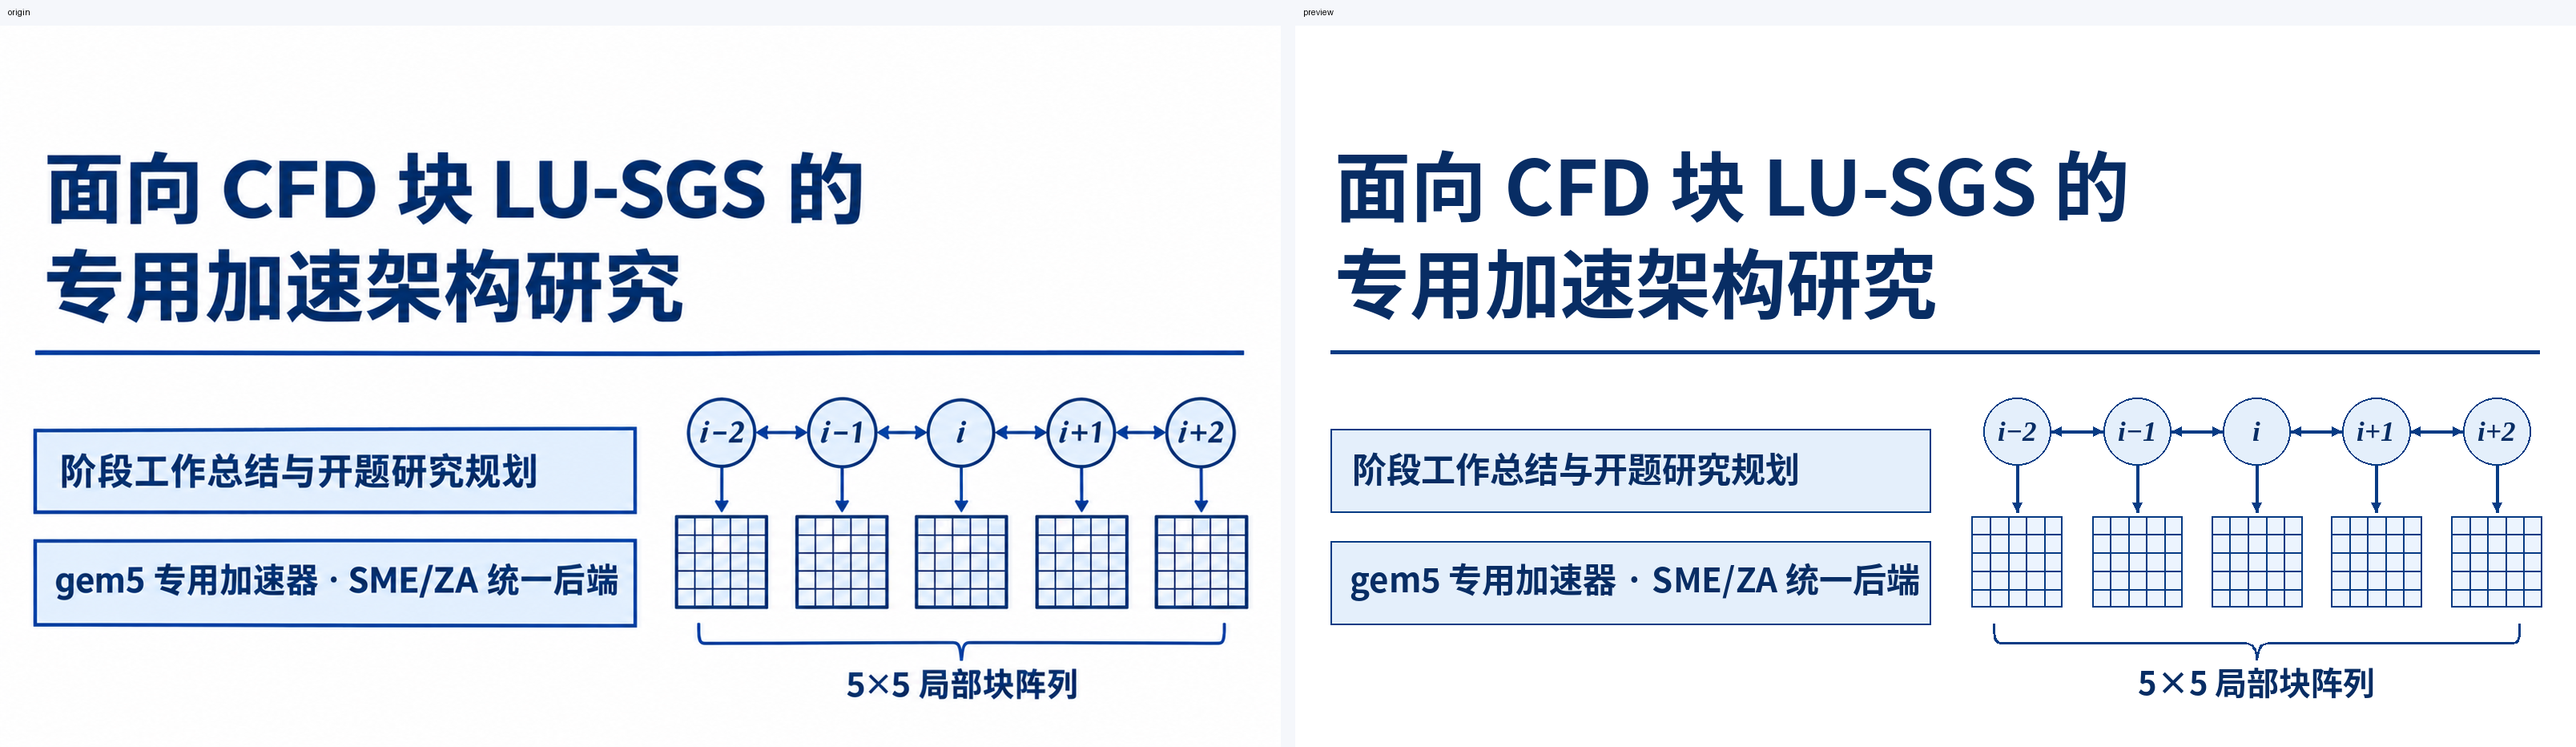 origin
面向 CFD 块 LU-SGS 的
专用加速架构研究
阶段工作总结与开题研究规划
gem5 专用加速器 · SME/ZA 统一后端
i−2 i−1 i i+1 i+2
5×5 局部块阵列
preview
面向 CFD 块 LU-SGS 的
专用加速架构研究
阶段工作总结与开题研究规划
gem5 专用加速器 · SME/ZA 统一后端
i−2 i−1 i i+1 i+2
5×5 局部块阵列